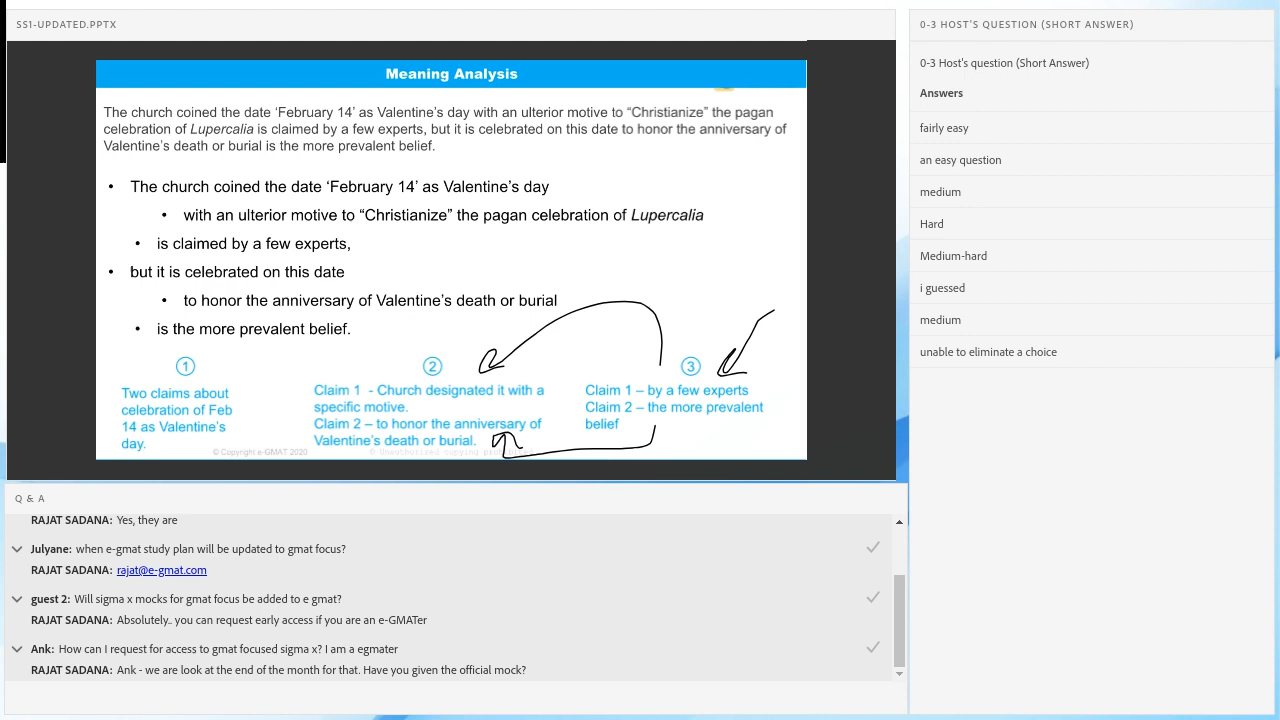 SS1-UPDATED.PPTX
Meaning Analysis
The church coined the date ‘February 14’ as Valentine’s day with an ulterior motive to “Christianize” the pagan
celebration of Lupercalia is claimed by a few experts, but it is celebrated on this date to honor the anniversary of
Valentine’s death or burial is the more prevalent belief.
• The church coined the date ‘February 14’ as Valentine’s day
• with an ulterior motive to “Christianize” the pagan celebration of Lupercalia
• is claimed by a few experts,
• but it is celebrated on this date
• to honor the anniversary of Valentine’s death or burial
• is the more prevalent belief.
1
Two claims about
celebration of Feb
14 as Valentine’s
day.
2
Claim 1 - Church designated it with a
specific motive.
Claim 2 – to honor the anniversary of
Valentine’s death or burial.
3
Claim 1 – by a few experts
Claim 2 – the more prevalent
belief
© Copyright e-GMAT 2020
© Unauthorized copying
Q & A
RAJAT SADANA: Yes, they are
Julyane: when e-gmat study plan will be updated to gmat focus?
RAJAT SADANA: rajat@e-gmat.com
guest 2: Will sigma x mocks for gmat focus be added to e gmat?
RAJAT SADANA: Absolutely.. you can request early access if you are an e-GMATer
Ank: How can I request for access to gmat focused sigma x? I am a egmater
RAJAT SADANA: Ank - we are look at the end of the month for that. Have you given the official mock?
0-3 HOST'S QUESTION (SHORT ANSWER)
0-3 Host's question (Short Answer)
Answers
fairly easy
an easy question
medium
Hard
Medium-hard
i guessed
medium
unable to eliminate a choice